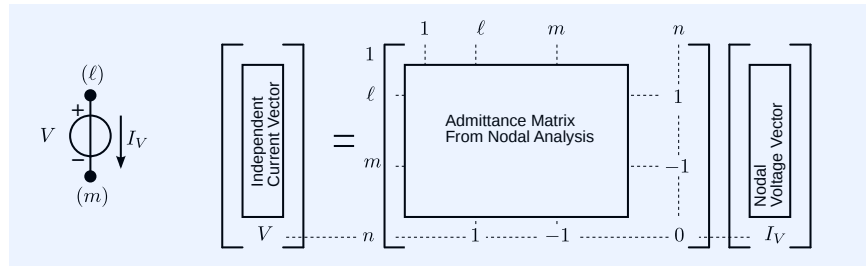 1 ℓ m n
1
(ℓ)
ℓ 1
+
V I_V
Independent
Current Vector
=
Admittance Matrix
From Nodal Analysis
Nodal
Voltage Vector
−
m −1
(m)
V n 1 −1 0 I_V